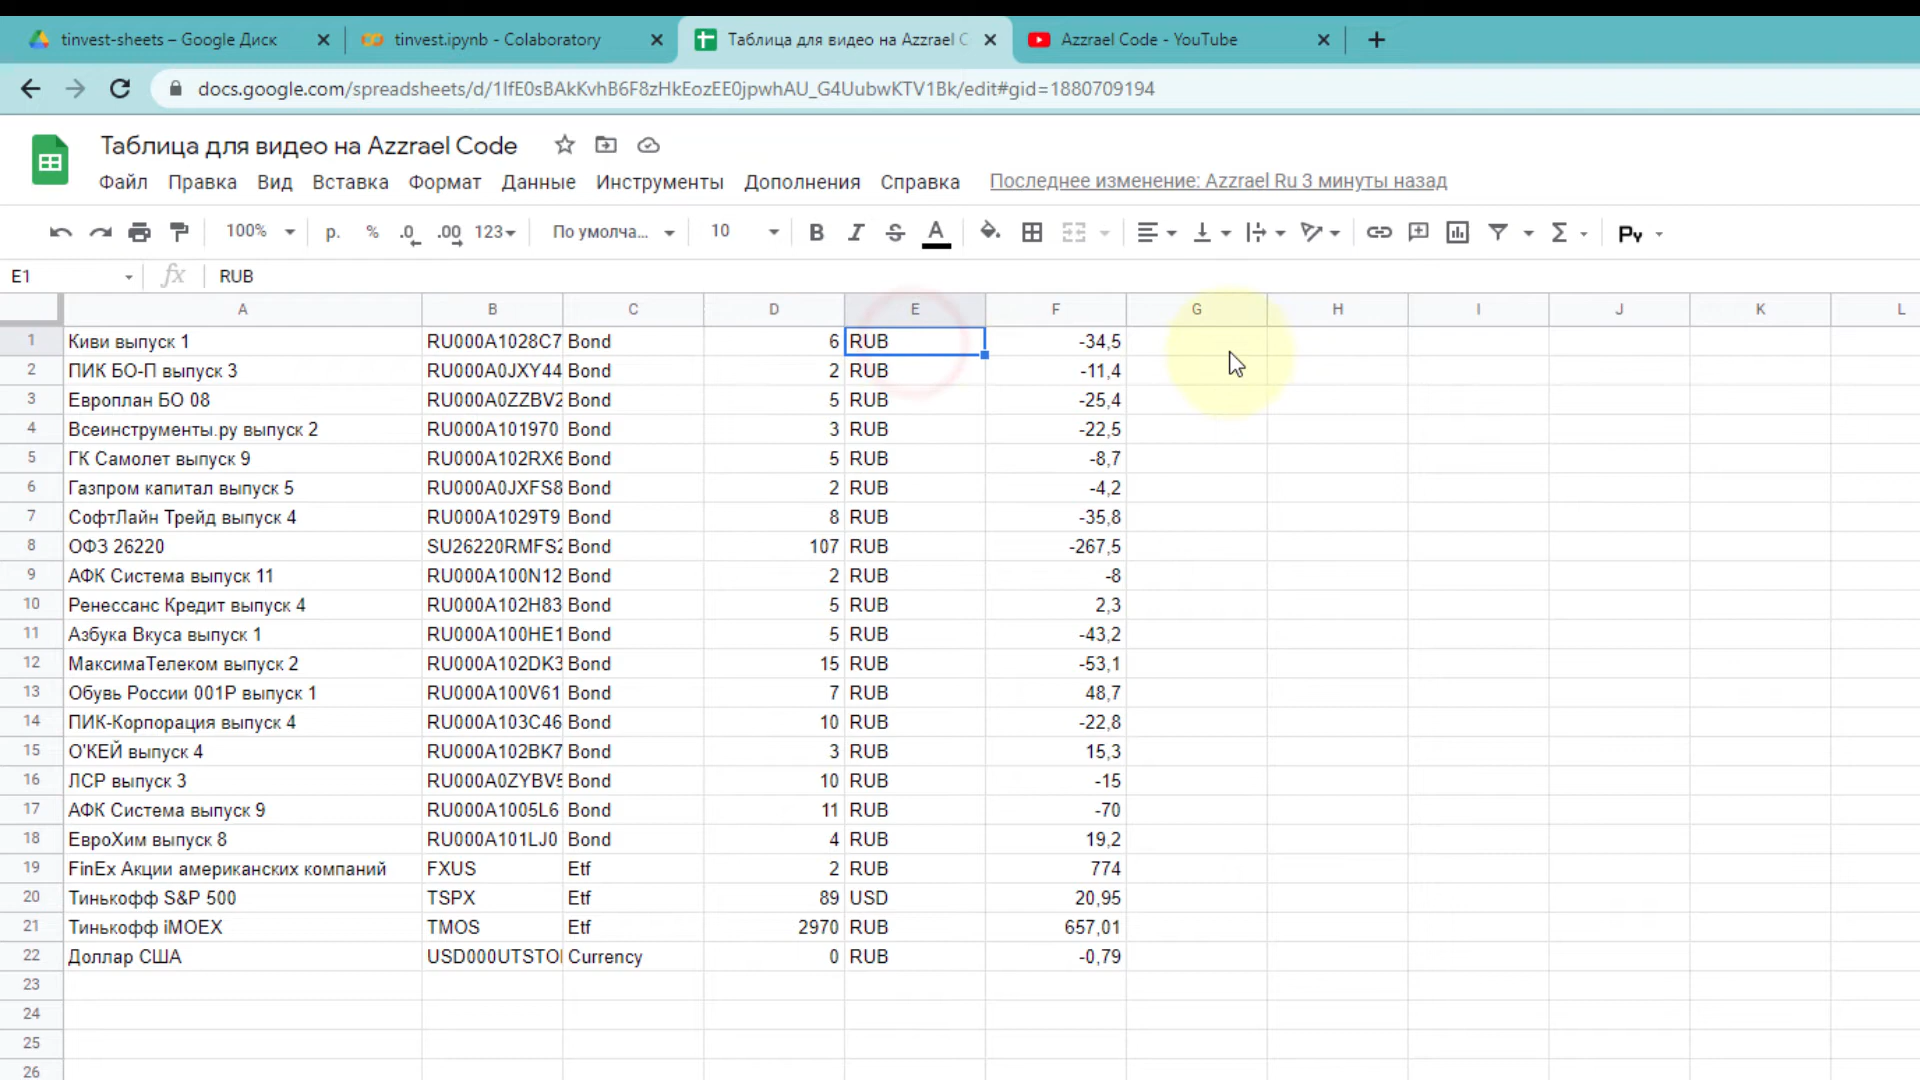 tinvest-sheets – Google Диск
tinvest.ipynb - Colaboratory
Таблица для видео на Azzrael C
Azzrael Code - YouTube
docs.google.com/spreadsheets/d/1IfE0sBAkKvhB6F8zHkEozEE0jpwhAU_G4UubwKTV1Bk/edit#gid=1880709194
Таблица для видео на Azzrael Code
Файл Правка Вид Вставка Формат Данные Инструменты Дополнения Справка Последнее изменение: Azzrael Ru 3 минуты назад
100% р. % .0 .00 123 По умолча... 10 B I S A Σ Py
E1 fx RUB
A B C D E F G H I J K L
1 Киви выпуск 1 RU000A1028C7 Bond 6 RUB -34,5
2 ПИК БО-П выпуск 3 RU000A0JXY44 Bond 2 RUB -11,4
3 Европлан БО 08 RU000A0ZZBV2 Bond 5 RUB -25,4
4 Всеинструменты.ру выпуск 2 RU000A101970 Bond 3 RUB -22,5
5 ГК Самолет выпуск 9 RU000A102RX6 Bond 5 RUB -8,7
6 Газпром капитал выпуск 5 RU000A0JXFS8 Bond 2 RUB -4,2
7 СофтЛайн Трейд выпуск 4 RU000A1029T9 Bond 8 RUB -35,8
8 ОФЗ 26220 SU26220RMFS2 Bond 107 RUB -267,5
9 АФК Система выпуск 11 RU000A100N12 Bond 2 RUB -8
10 Ренессанс Кредит выпуск 4 RU000A102H83 Bond 5 RUB 2,3
11 Азбука Вкуса выпуск 1 RU000A100HE1 Bond 5 RUB -43,2
12 МаксимаТелеком выпуск 2 RU000A102DK3 Bond 15 RUB -53,1
13 Обувь России 001P выпуск 1 RU000A100V61 Bond 7 RUB 48,7
14 ПИК-Корпорация выпуск 4 RU000A103C46 Bond 10 RUB -22,8
15 О'КЕЙ выпуск 4 RU000A102BK7 Bond 3 RUB 15,3
16 ЛСР выпуск 3 RU000A0ZYBV5 Bond 10 RUB -15
17 АФК Система выпуск 9 RU000A1005L6 Bond 11 RUB -70
18 ЕвроХим выпуск 8 RU000A101LJ0 Bond 4 RUB 19,2
19 FinEx Акции американских компаний FXUS Etf 2 RUB 774
20 Тинькофф S&P 500 TSPX Etf 89 USD 20,95
21 Тинькофф iMOEX TMOS Etf 2970 RUB 657,01
22 Доллар США USD000UTSTO Currency 0 RUB -0,79
23
24
25
26